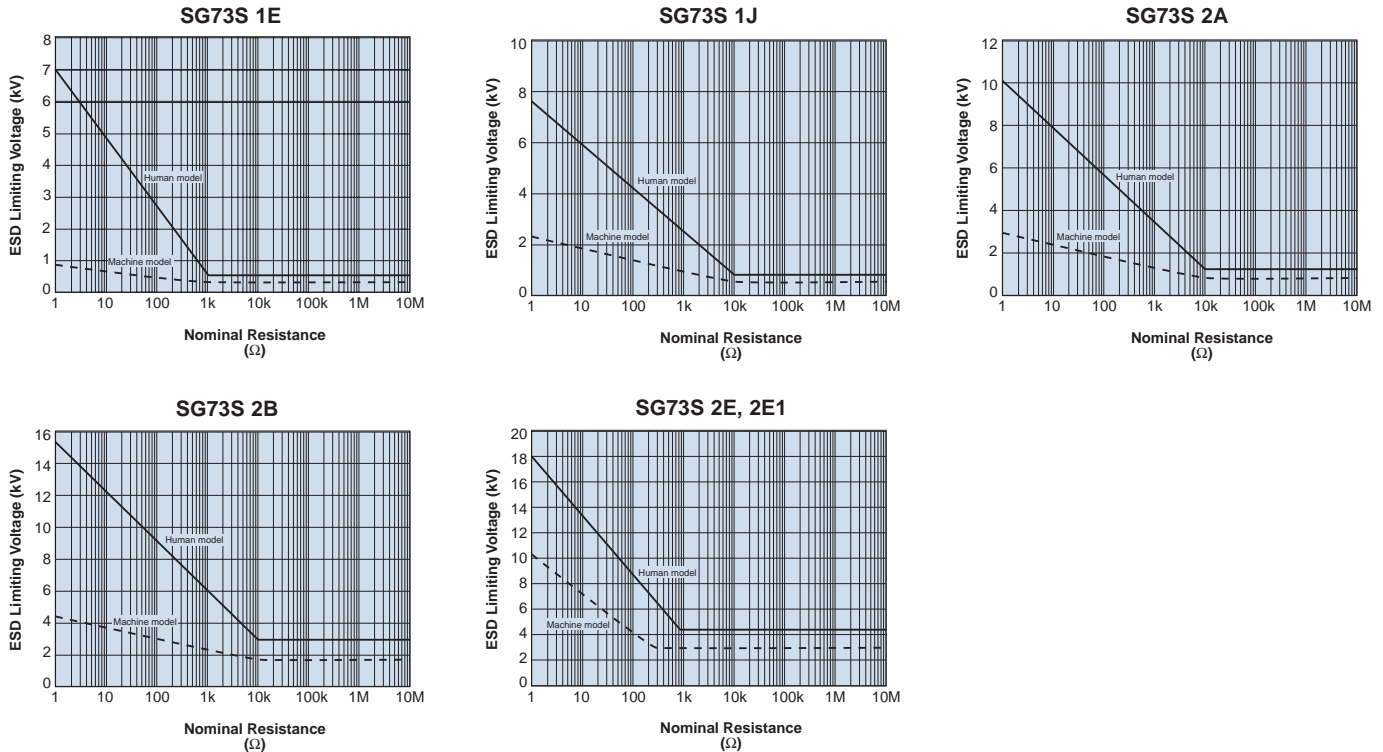 SG73S 1E
ESD Limiting Voltage (kV)
8
7
6
5
4
3
2
1
0
Human model
Machine model
1 10 100 1k 10k 100k 1M 10M
Nominal Resistance
(Ω)
SG73S 1J
ESD Limiting Voltage (kV)
10
8
6
4
2
0
Human model
Machine model
1 10 100 1k 10k 100k 1M 10M
Nominal Resistance
(Ω)
SG73S 2A
ESD Limiting Voltage (kV)
12
10
8
6
4
2
0
Human model
Machine model
1 10 100 1k 10k 100k 1M 10M
Nominal Resistance
(Ω)
SG73S 2B
ESD Limiting Voltage (kV)
16
14
12
10
8
6
4
2
0
Human model
Machine model
1 10 100 1k 10k 100k 1M 10M
Nominal Resistance
(Ω)
SG73S 2E, 2E1
ESD Limiting Voltage (kV)
20
18
16
14
12
10
8
6
4
2
0
Human model
Machine model
1 10 100 1k 10k 100k 1M 10M
Nominal Resistance
(Ω)